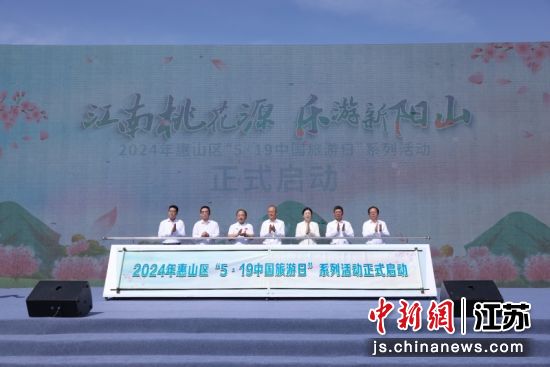 江南桃花源 乐游新阳山
2024年惠山区“5·19中国旅游日”系列活动
正式启动
2024年惠山区“5·19中国旅游日”系列活动正式启动
中新網 江苏
js.chinanews.com